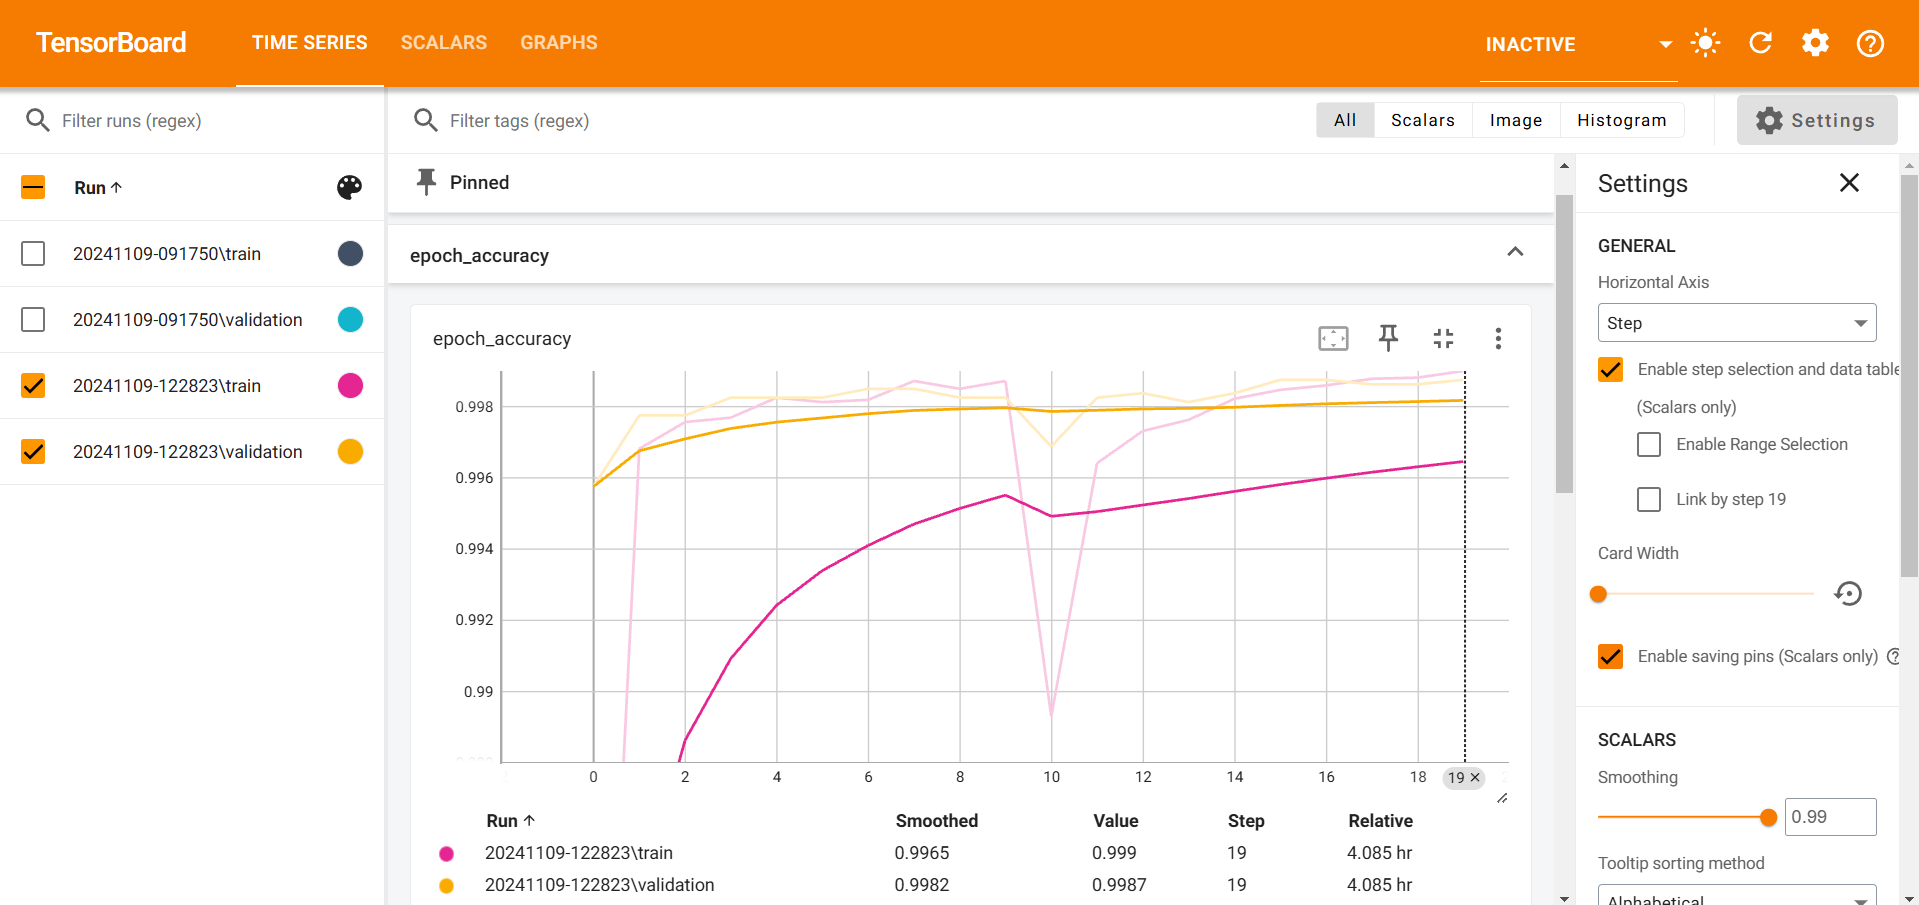 TensorBoard
TIME SERIES
SCALARS
GRAPHS
INACTIVE
Filter runs (regex)
Filter tags (regex)
All
Scalars
Image
Histogram
Settings
Run
20241109-091750\train
20241109-091750\validation
20241109-122823\train
20241109-122823\validation
Pinned
epoch_accuracy
epoch_accuracy
0.998
0.996
0.994
0.992
0.99
0 2 4 6 8 10 12 14 16 18 19
Run Smoothed Value Step Relative
20241109-122823\train 0.9965 0.999 19 4.085 hr
20241109-122823\validation 0.9982 0.9987 19 4.085 hr
Settings
GENERAL
Horizontal Axis
Step
Enable step selection and data table
(Scalars only)
Enable Range Selection
Link by step 19
Card Width
Enable saving pins (Scalars only)
SCALARS
Smoothing
0.99
Tooltip sorting method
Alphabetical